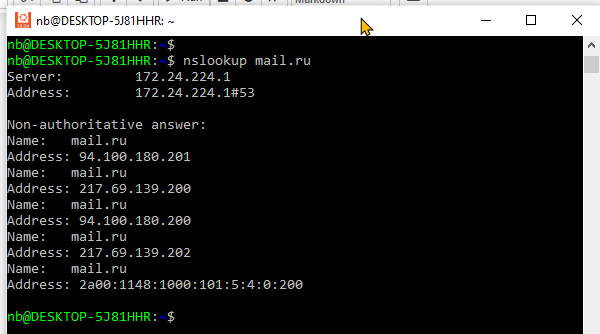 Markdown
nb@DESKTOP-5J81HHR: ~
nb@DESKTOP-5J81HHR:~$
nb@DESKTOP-5J81HHR:~$ nslookup mail.ru
Server:         172.24.224.1
Address:        172.24.224.1#53

Non-authoritative answer:
Name:   mail.ru
Address: 94.100.180.201
Name:   mail.ru
Address: 217.69.139.200
Name:   mail.ru
Address: 94.100.180.200
Name:   mail.ru
Address: 217.69.139.202
Name:   mail.ru
Address: 2a00:1148:1000:101:5:4:0:200

nb@DESKTOP-5J81HHR:~$